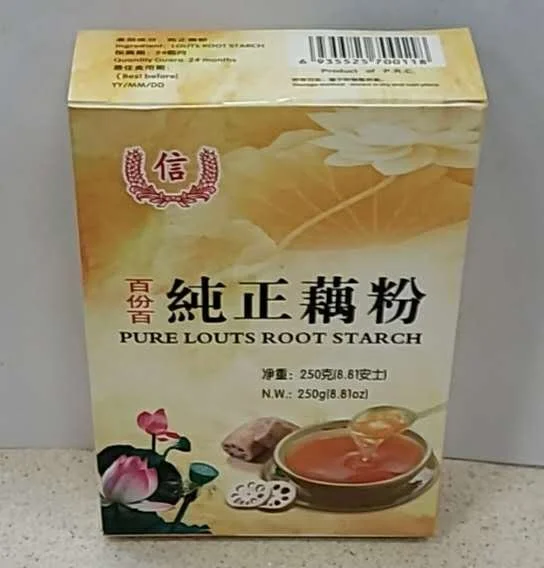 Ingredient: LOUTS ROOT STARCH
Quantity Guara: 24 months
(Best before)
YY/MM/DD
6 935525 700118
Product of P.R.C.
信
百份百
純正藕粉
PURE LOUTS ROOT STARCH
净重：250克(8.81安士)
N.W.: 250g(8.81oz)